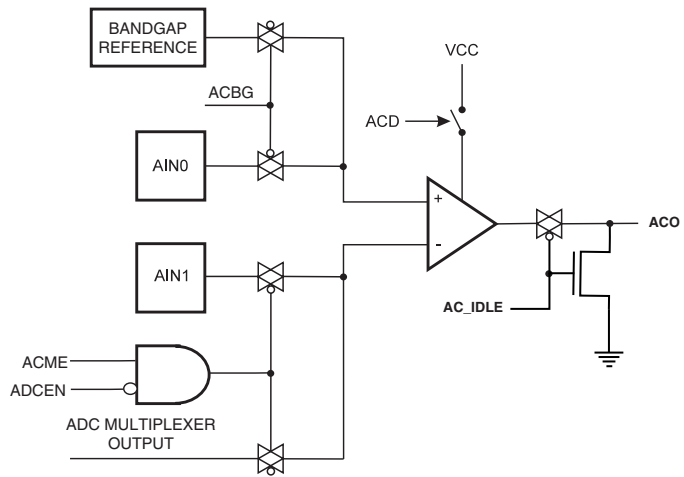 BANDGAP
REFERENCE
VCC
ACBG
ACD
AIN0
+
-
ACO
AIN1
AC_IDLE
ACME
ADCEN
ADC MULTIPLEXER
OUTPUT